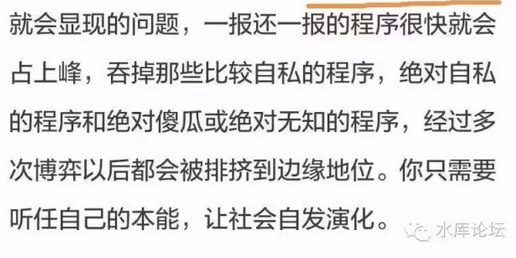 就会显现的问题，一报还一报的程序很快就会
占上峰，吞掉那些比较自私的程序，绝对自私
的程序和绝对傻瓜或绝对无知的程序，经过多
次博弈以后都会被排挤到边缘地位。你只需要
听任自己的本能，让社会自发演化。
水库论坛